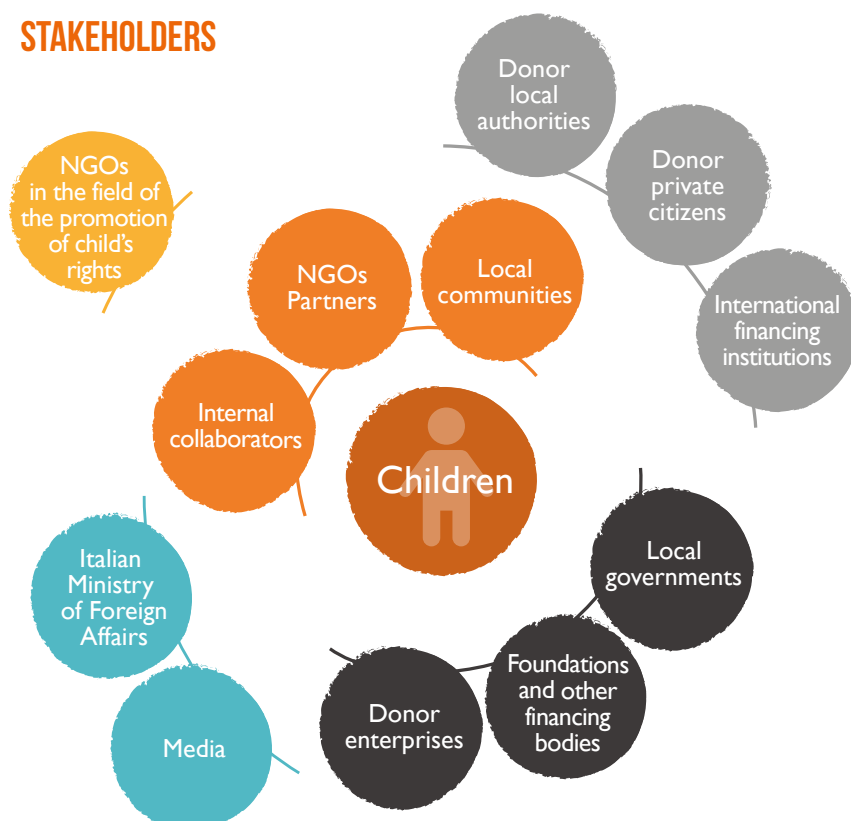 STAKEHOLDERS
Donor
local
authorities
Donor
private
citizens
International
financing
institutions
NGOs
in the field of
the promotion
of child's
rights
NGOs
Partners
Local
communities
Internal
collaborators
Children
Italian
Ministry
of Foreign
Affairs
Media
Local
governments
Foundations
and other
financing
bodies
Donor
enterprises